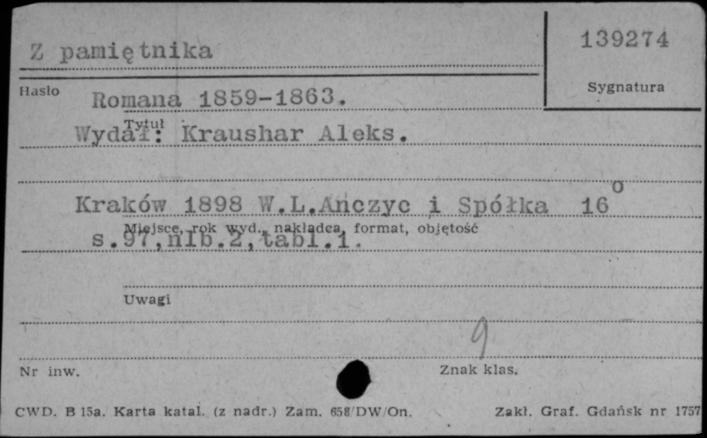 Z pamiętnika
139274
Hasło
Sygnatura
Romana 1859-1863.
Tytuł
Wydał: Kraushar Aleks.
Kraków 1898 W.L.Anczyc i Spółka 16°
Miejsce, rok wyd., nakładca, format, objętość
s.97,nlb.2,tabl.1.
Uwagi
9
Nr inw.
Znak klas.
CWD. B 15a. Karta katal. (z nadr.) Zam. 658/DW/On.
Zakł. Graf. Gdańsk nr 1757